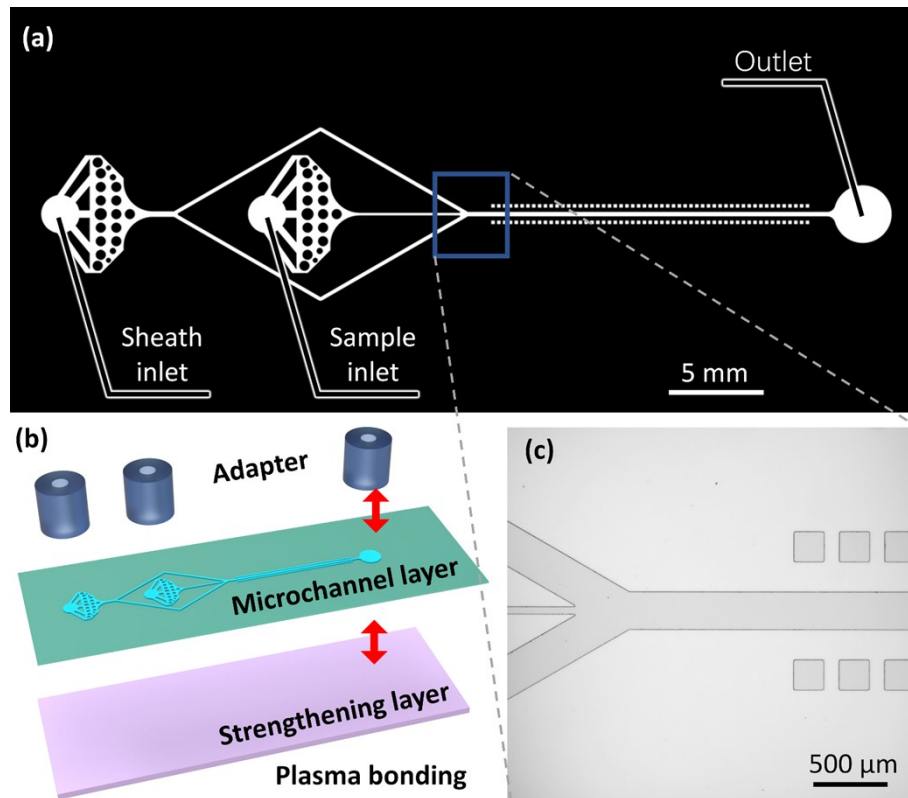 (a)
Outlet
Sheath
inlet
Sample
inlet
5 mm
(b)
Adapter
Microchannel layer
Strengthening layer
Plasma bonding
(c)
500 μm